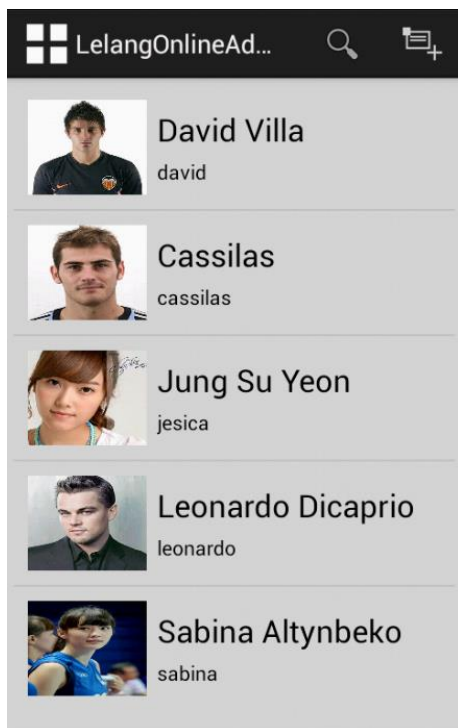 LelangOnlineAd...
David Villa
david
Cassilas
cassilas
Jung Su Yeon
jesica
Leonardo Dicaprio
leonardo
Sabina Altynbeko
sabina